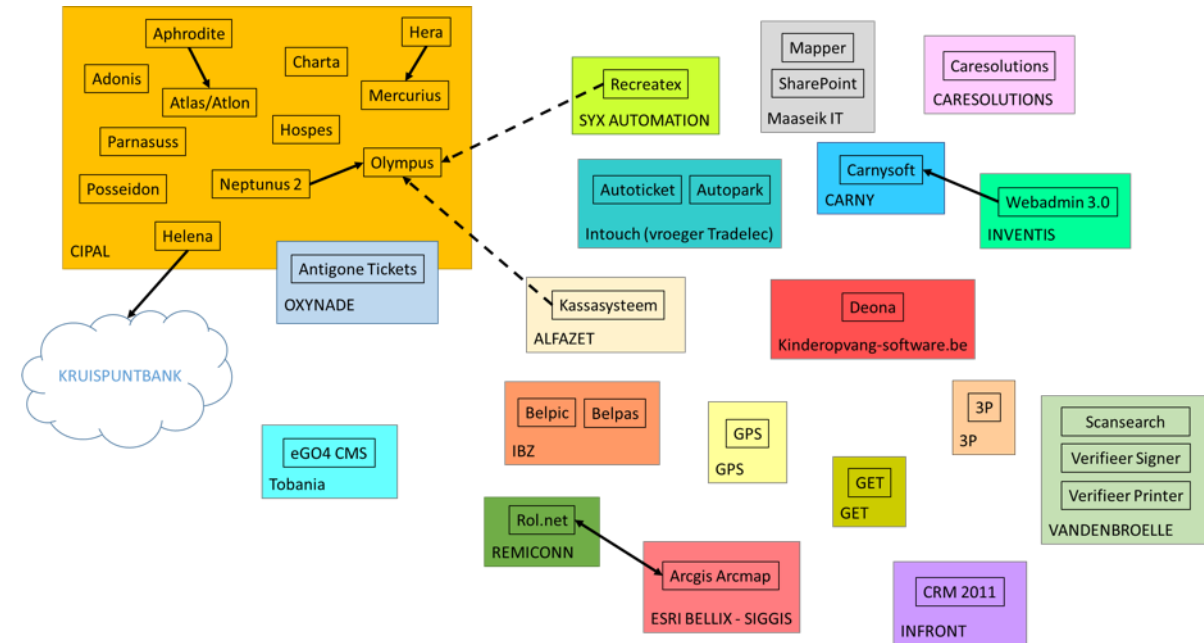 Aphrodite
Hera
Charta
Adonis
Atlas/Atlon
Mercurius
Hospes
Parnasuss
Olympus
Neptunus 2
Posseidon
Helena
CIPAL
KRUISPUNTBANK
Antigone Tickets
OXYNADE
Recreatex
SYX AUTOMATION
Mapper
SharePoint
Maaseik IT
Caresolutions
CARESOLUTIONS
Autoticket Autopark
Intouch (vroeger Tradelec)
Carnysoft
CARNY
Webadmin 3.0
INVENTIS
Kassasysteem
ALFAZET
Deona
Kinderopvang-software.be
eGO4 CMS
Tobania
Belpic Belpas
IBZ
GPS
GPS
3P
3P
Scansearch
Verifieer Signer
Verifieer Printer
VANDENBROELLE
GET
GET
Rol.net
REMICONN
Arcgis Arcmap
ESRI BELLIX - SIGGIS
CRM 2011
INFRONT